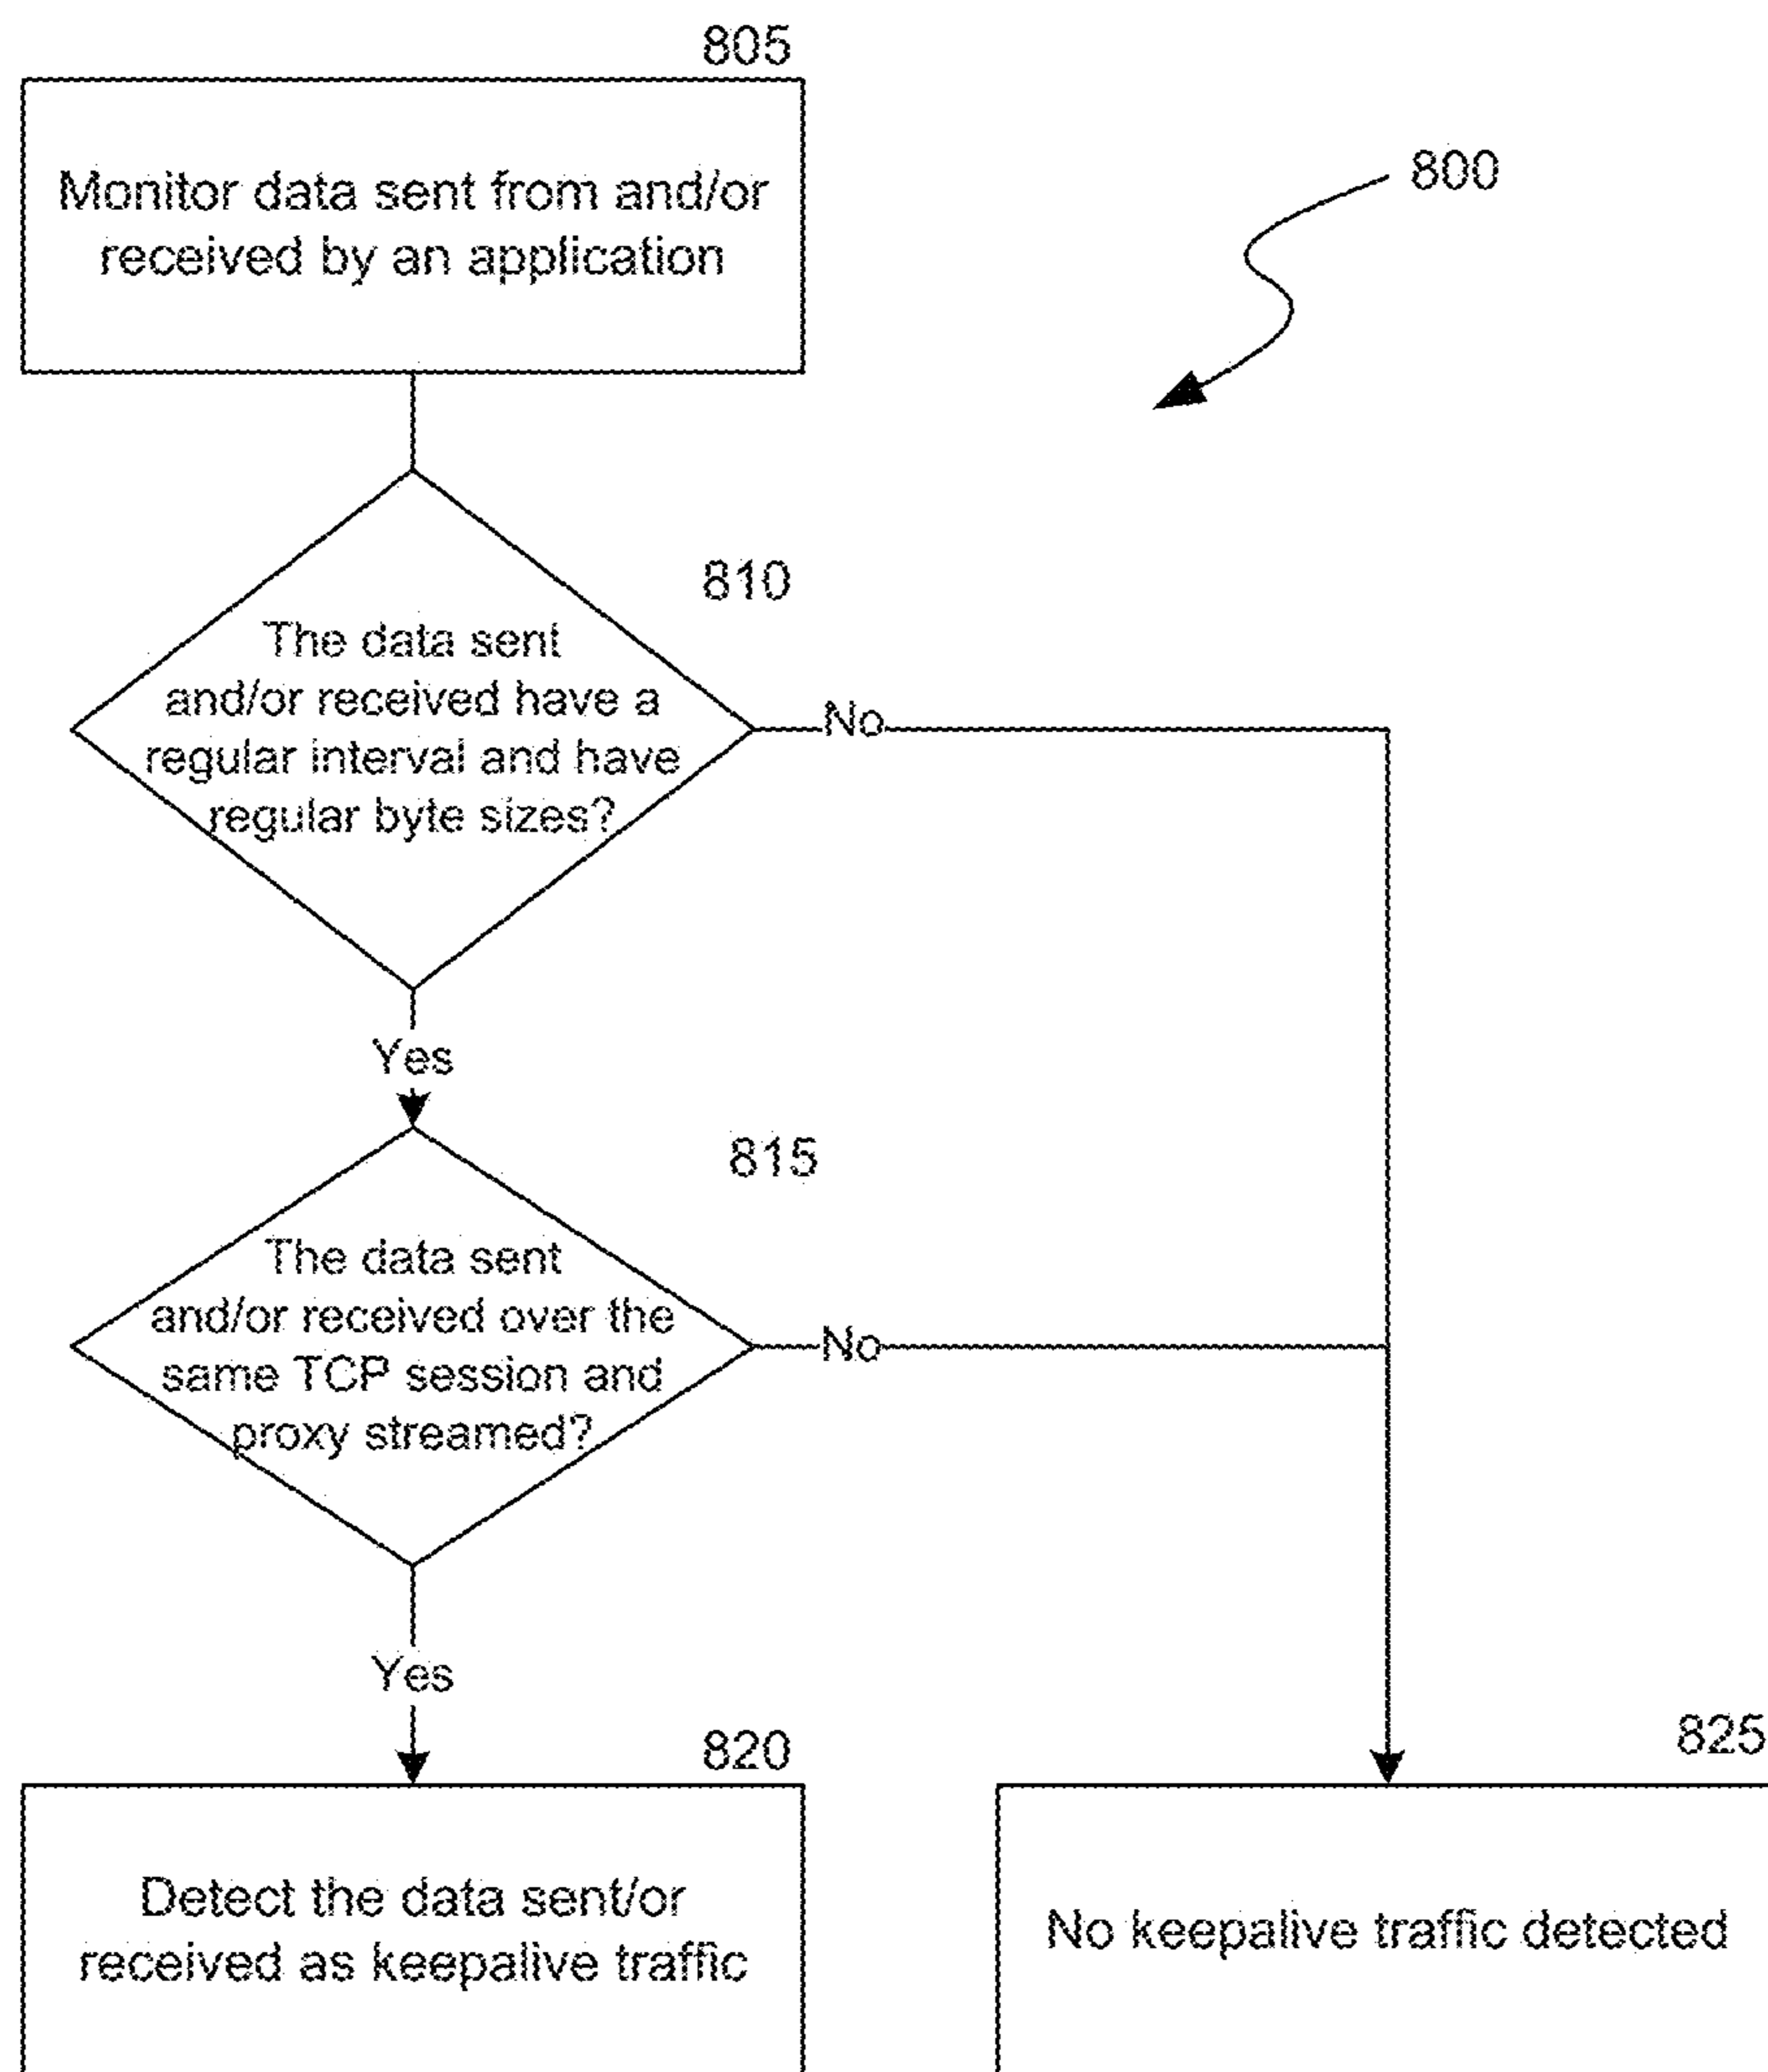 805
Monitor data sent from and/or
received by an application
800
810
The data sent
and/or received have a
regular interval and have
regular byte sizes?
No
Yes
815
The data sent
and/or received over the
same TCP session and
proxy streamed?
No
Yes
820
Detect the data sent/or
received as keepalive traffic
825
No keepalive traffic detected